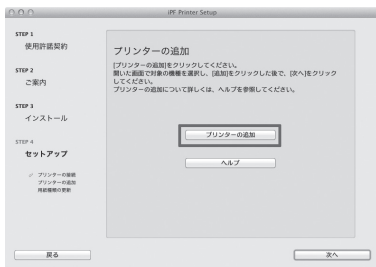 iPF Printer Setup
STEP 1
使用許諾契約
STEP 2
ご案内
STEP 3
インストール
STEP 4
セットアップ
プリンターの接続
プリンターの追加
用紙種類の更新
プリンターの追加
[プリンターの追加]をクリックしてください。
開いた画面で対象の機種を選択し、[追加]をクリックした後で、[次へ]をクリック
してください。
プリンターの追加について詳しくは、ヘルプを参照してください。
プリンターの追加
ヘルプ
戻る
次へ